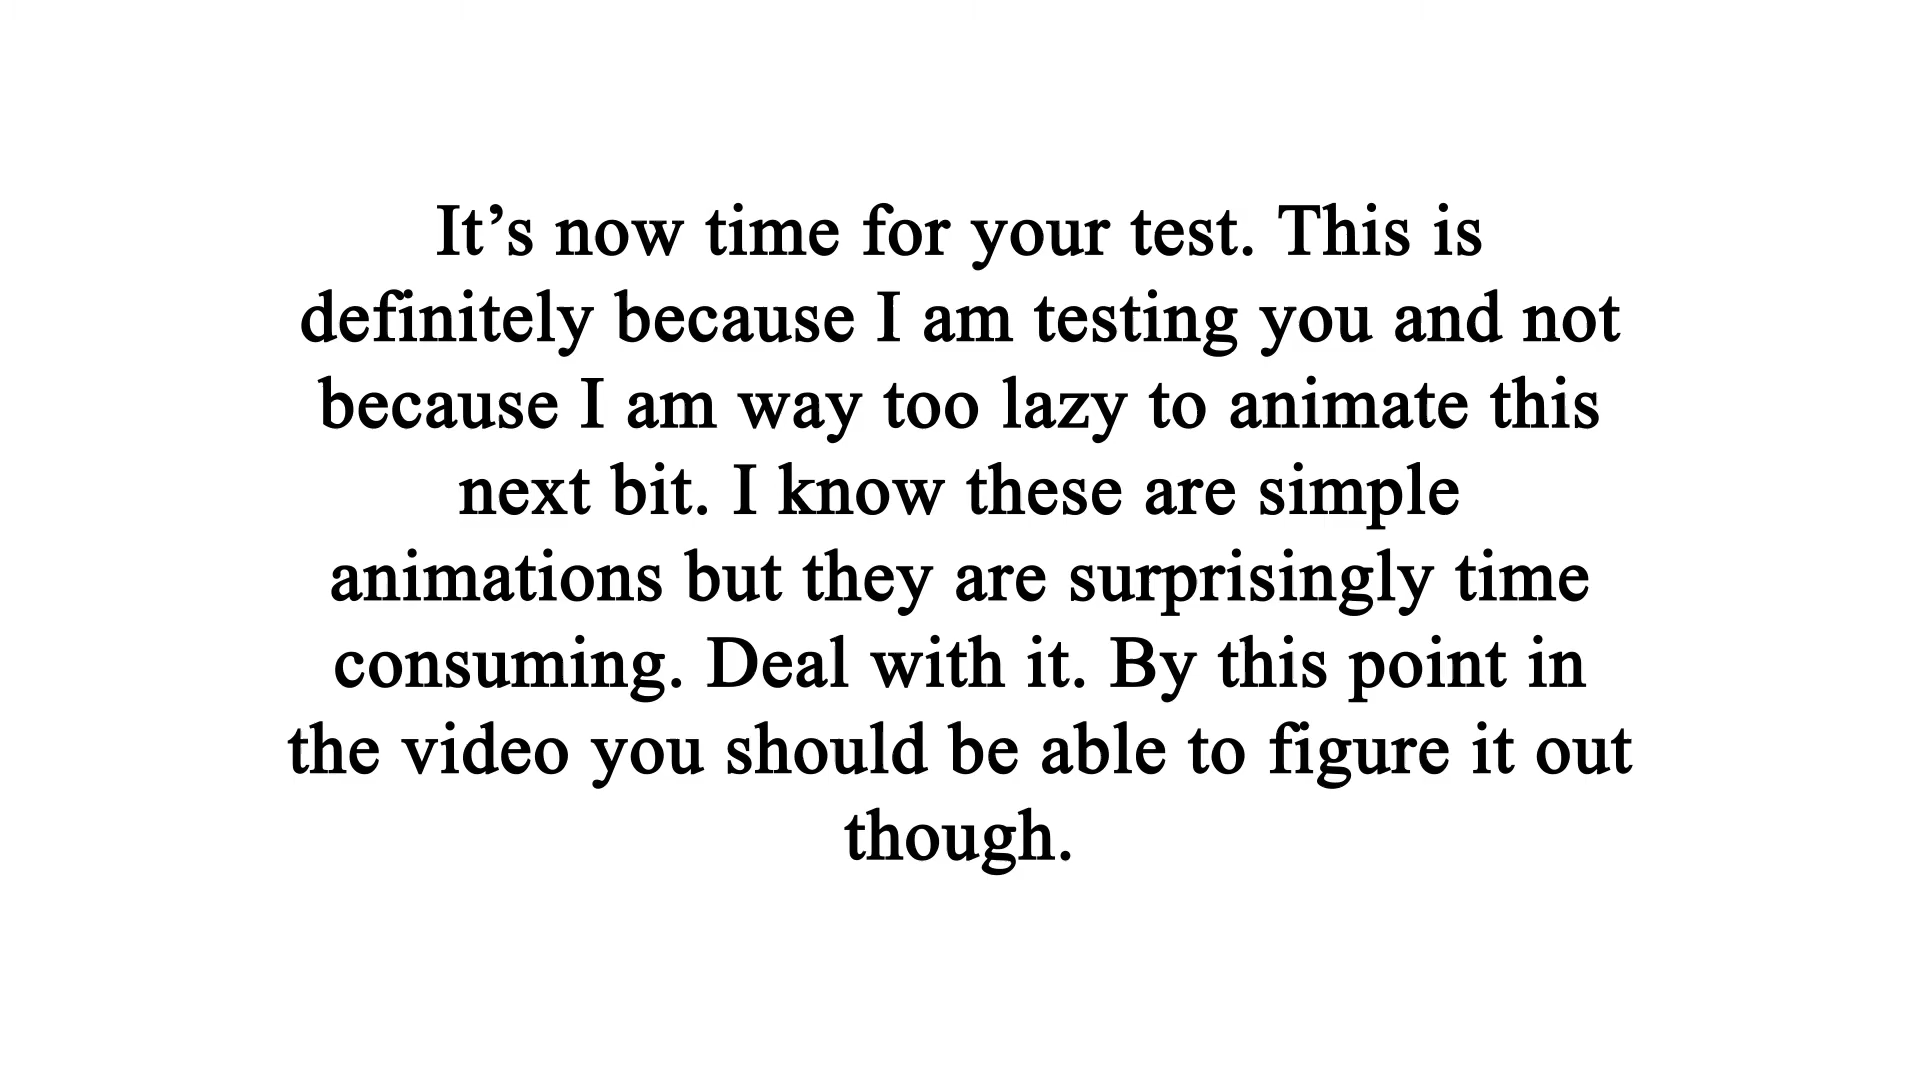 It’s now time for your test. This is
definitely because I am testing you and not
because I am way too lazy to animate this
next bit. I know these are simple
animations but they are surprisingly time
consuming. Deal with it. By this point in
the video you should be able to figure it out
though.